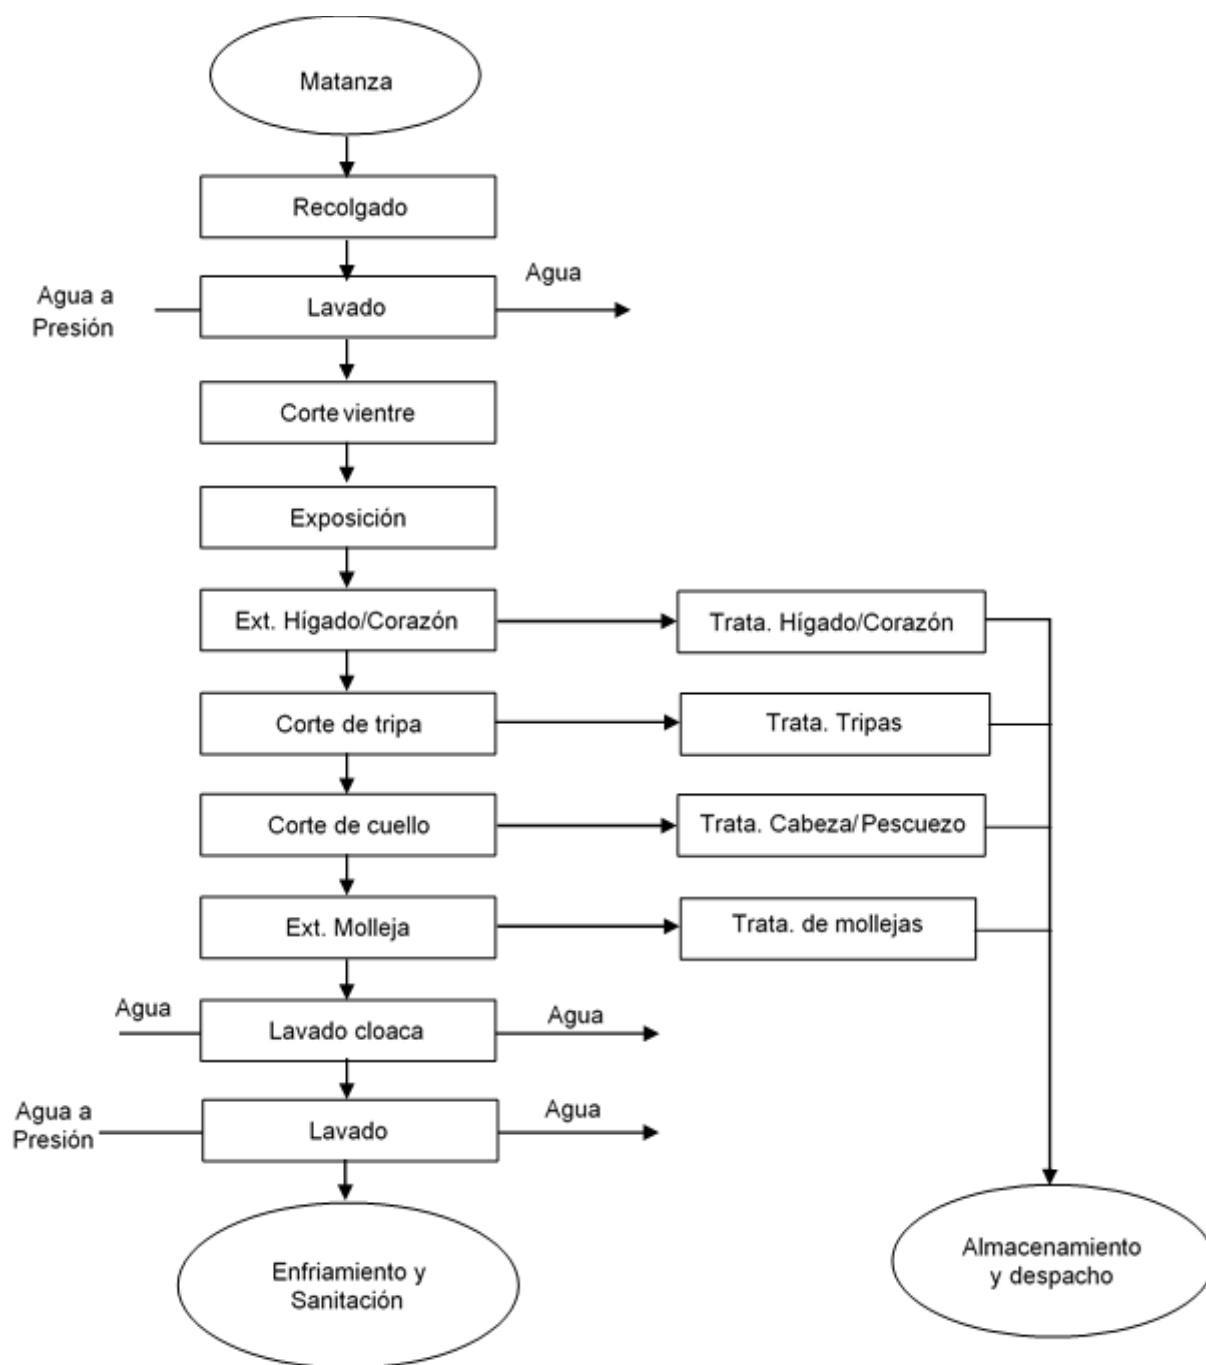 Matanza
Recolgado
Agua a
Presión
Lavado
Agua
Corte vientre
Exposición
Ext. Hígado/Corazón
Trata. Hígado/Corazón
Corte de tripa
Trata. Tripas
Corte de cuello
Trata. Cabeza/Pescuezo
Ext. Molleja
Trata. de mollejas
Agua
Lavado cloaca
Agua
Agua a
Presión
Lavado
Agua
Enfriamiento y
Sanitación
Almacenamiento
y despacho